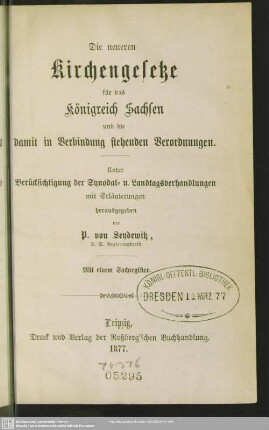 Die neueren
Kirchengesetze
für das
Königreich Sachsen
und die
damit in Verbindung stehenden Verordnungen.
Unter
Berücksichtigung der Synodal- u. Landtagsverhandlungen
mit Erläuterungen
herausgegeben
von
P. von Seydewitz,
K. S. Regierungsrath
Mit einem Sachregister.
KÖNIGL. OEFFENTL. BIBLIOTHEK
DRESDEN MRZ. 77
Leipzig,
Druck und Verlag der Roßberg'schen Buchhandlung.
1877.
05295